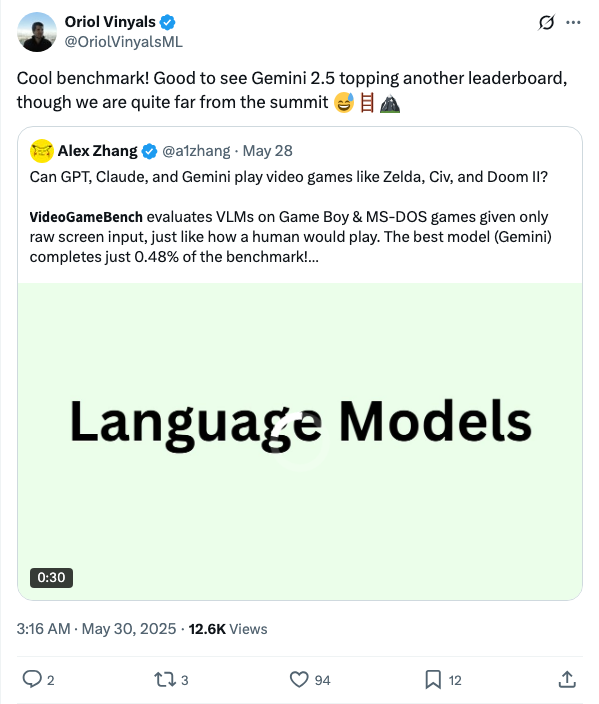 Oriol Vinyals
@OriolVinyalsML
Cool benchmark! Good to see Gemini 2.5 topping another leaderboard,
though we are quite far from the summit 😅🪜🏔️
Alex Zhang @a1zhang · May 28
Can GPT, Claude, and Gemini play video games like Zelda, Civ, and Doom II?
𝗩𝗶𝗱𝗲𝗼𝗚𝗮𝗺𝗲𝗕𝗲𝗻𝗰𝗵 evaluates VLMs on Game Boy & MS-DOS games given only
raw screen input, just like how a human would play. The best model (Gemini)
completes just 0.48% of the benchmark!...
Language Models
0:30
3:16 AM · May 30, 2025 · 12.6K Views
2 3 94 12